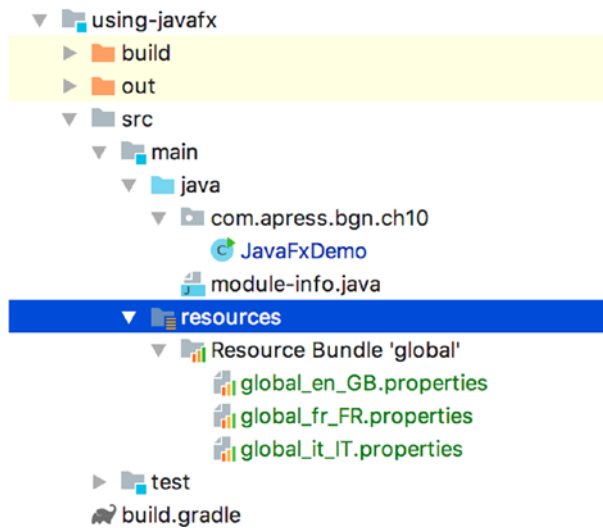 using-javafx
build
out
src
main
java
com.apress.bgn.ch10
C JavaFxDemo
J module-info.java
resources
Resource Bundle 'global'
global_en_GB.properties
global_fr_FR.properties
global_it_IT.properties
test
build.gradle